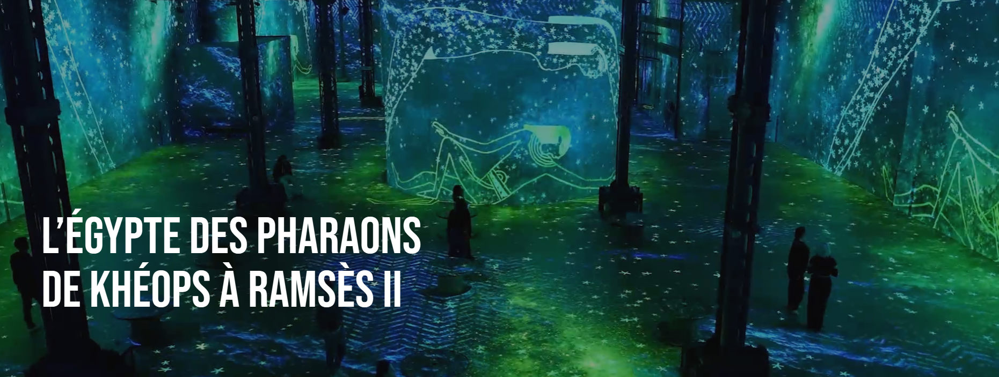 L’ÉGYPTE DES PHARAONS
DE KHÉOPS À RAMSÈS II